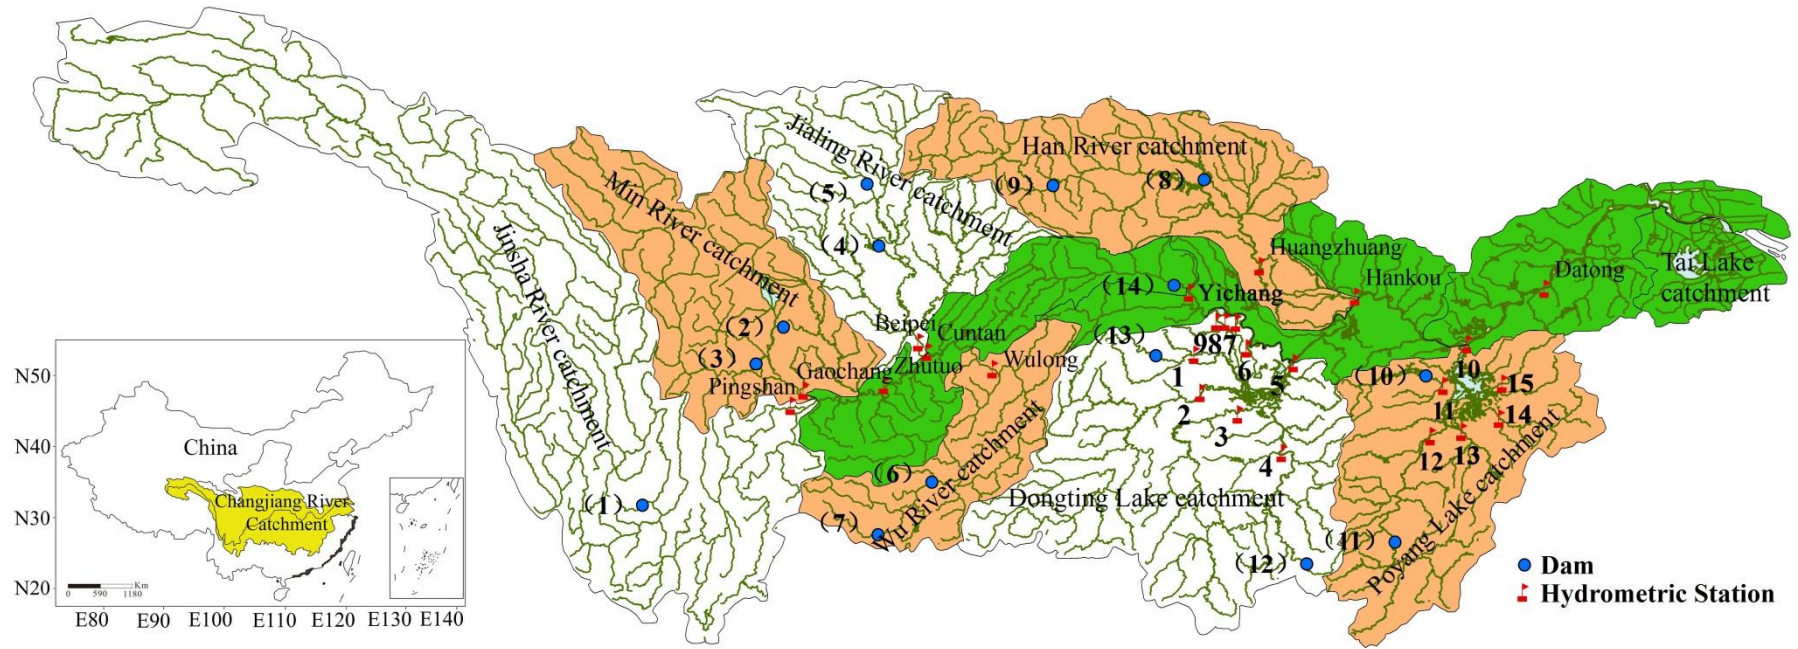 Jinsha River catchment
Min River catchment
Jialing River catchment
Han River catchment
Wu River catchment
Dongting Lake catchment
Poyang Lake catchment
Tai Lake
catchment
(1)
(2)
(3)
(4)
(5)
(6)
(7)
(8)
(9)
(10)
(11)
(12)
(13)
(14)
Pingshan
Gaochang
Zhutuo
Beipei
Cuntan
Wulong
Yichang
Huangzhuang
Hankou
Datong
1
2
3
4
5
6
987
10
11
12
13
14
15
Dam
Hydrometric Station
China
Changjiang River
Catchment
N50
N40
N30
N20
E80 E90 E100 E110 E120 E130 E140
Km
0 590 1180